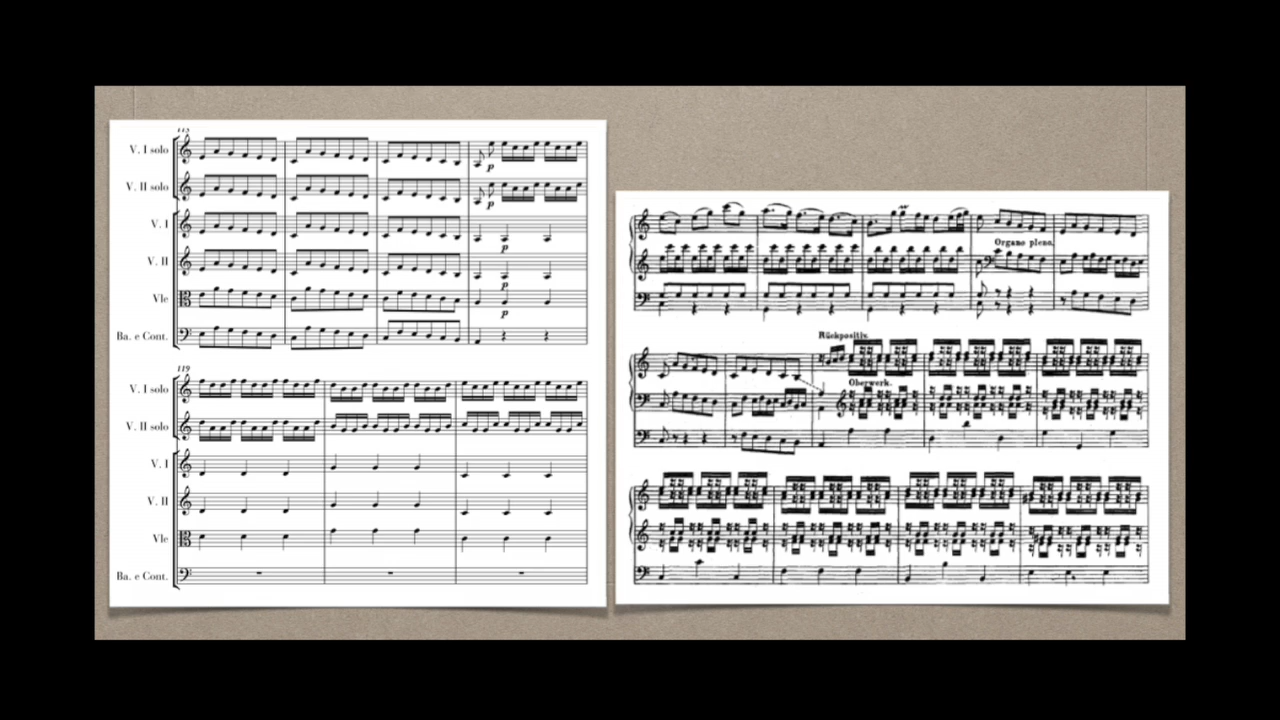 113
V. I solo
V. II solo
p
p
V. I
p
V. II
p
Vle
p
Ba. e Cont.
119
V. I solo
V. II solo
V. I
V. II
Vle
Ba. e Cont.
Organo pleno.
Rückpositiv.
Oberwerk.